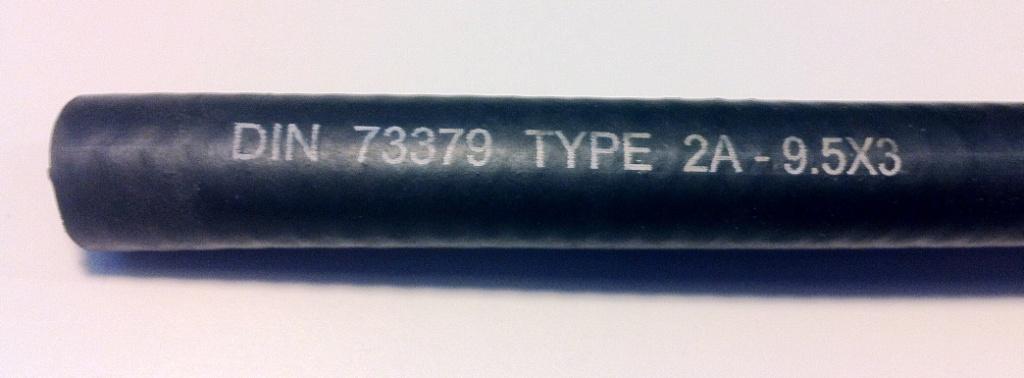 DIN 73379 TYPE 2A - 9.5X3